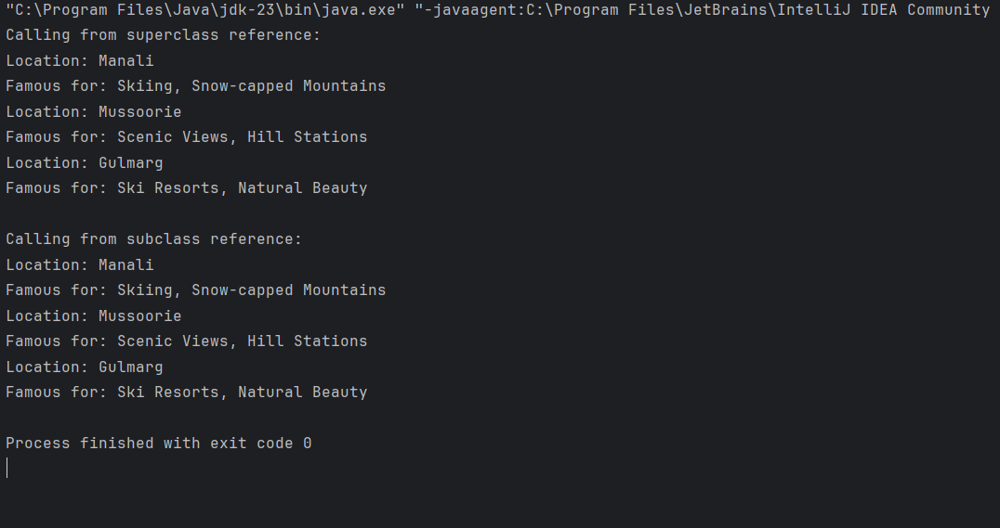 "C:\Program Files\Java\jdk-23\bin\java.exe" "-javaagent:C:\Program Files\JetBrains\IntelliJ IDEA Community
Calling from superclass reference:
Location: Manali
Famous for: Skiing, Snow-capped Mountains
Location: Mussoorie
Famous for: Scenic Views, Hill Stations
Location: Gulmarg
Famous for: Ski Resorts, Natural Beauty
Calling from subclass reference:
Location: Manali
Famous for: Skiing, Snow-capped Mountains
Location: Mussoorie
Famous for: Scenic Views, Hill Stations
Location: Gulmarg
Famous for: Ski Resorts, Natural Beauty
Process finished with exit code 0